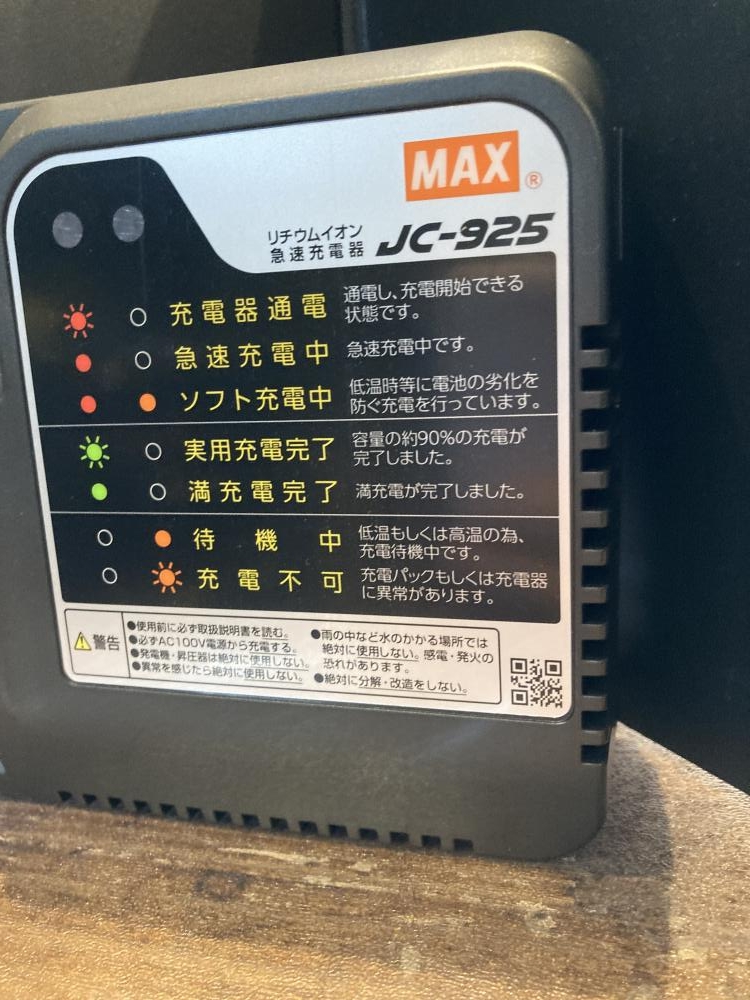 MAX®
リチウムイオン
急速充電器 JC-925
充電器通電 通電し、充電開始できる
状態です。
急速充電中 急速充電中です。
ソフト充電中 低温時等に電池の劣化を
防ぐ充電を行っています。
実用充電完了 容量の約90%の充電が
完了しました。
満充電完了 満充電が完了しました。
待機中 低温もしくは高温の為、
充電待機中です。
充電不可 充電パックもしくは充電器
に異常があります。
警告
●使用前に必ず取扱説明書を読む。
●必ずAC100V電源から充電する。
●発電機・昇圧器は絶対に使用しない。
●異常を感じたら絶対に使用しない。
●雨の中など水のかかる場所では
絶対に使用しない。感電・発火の
恐れがあります。
●絶対に分解・改造をしない。